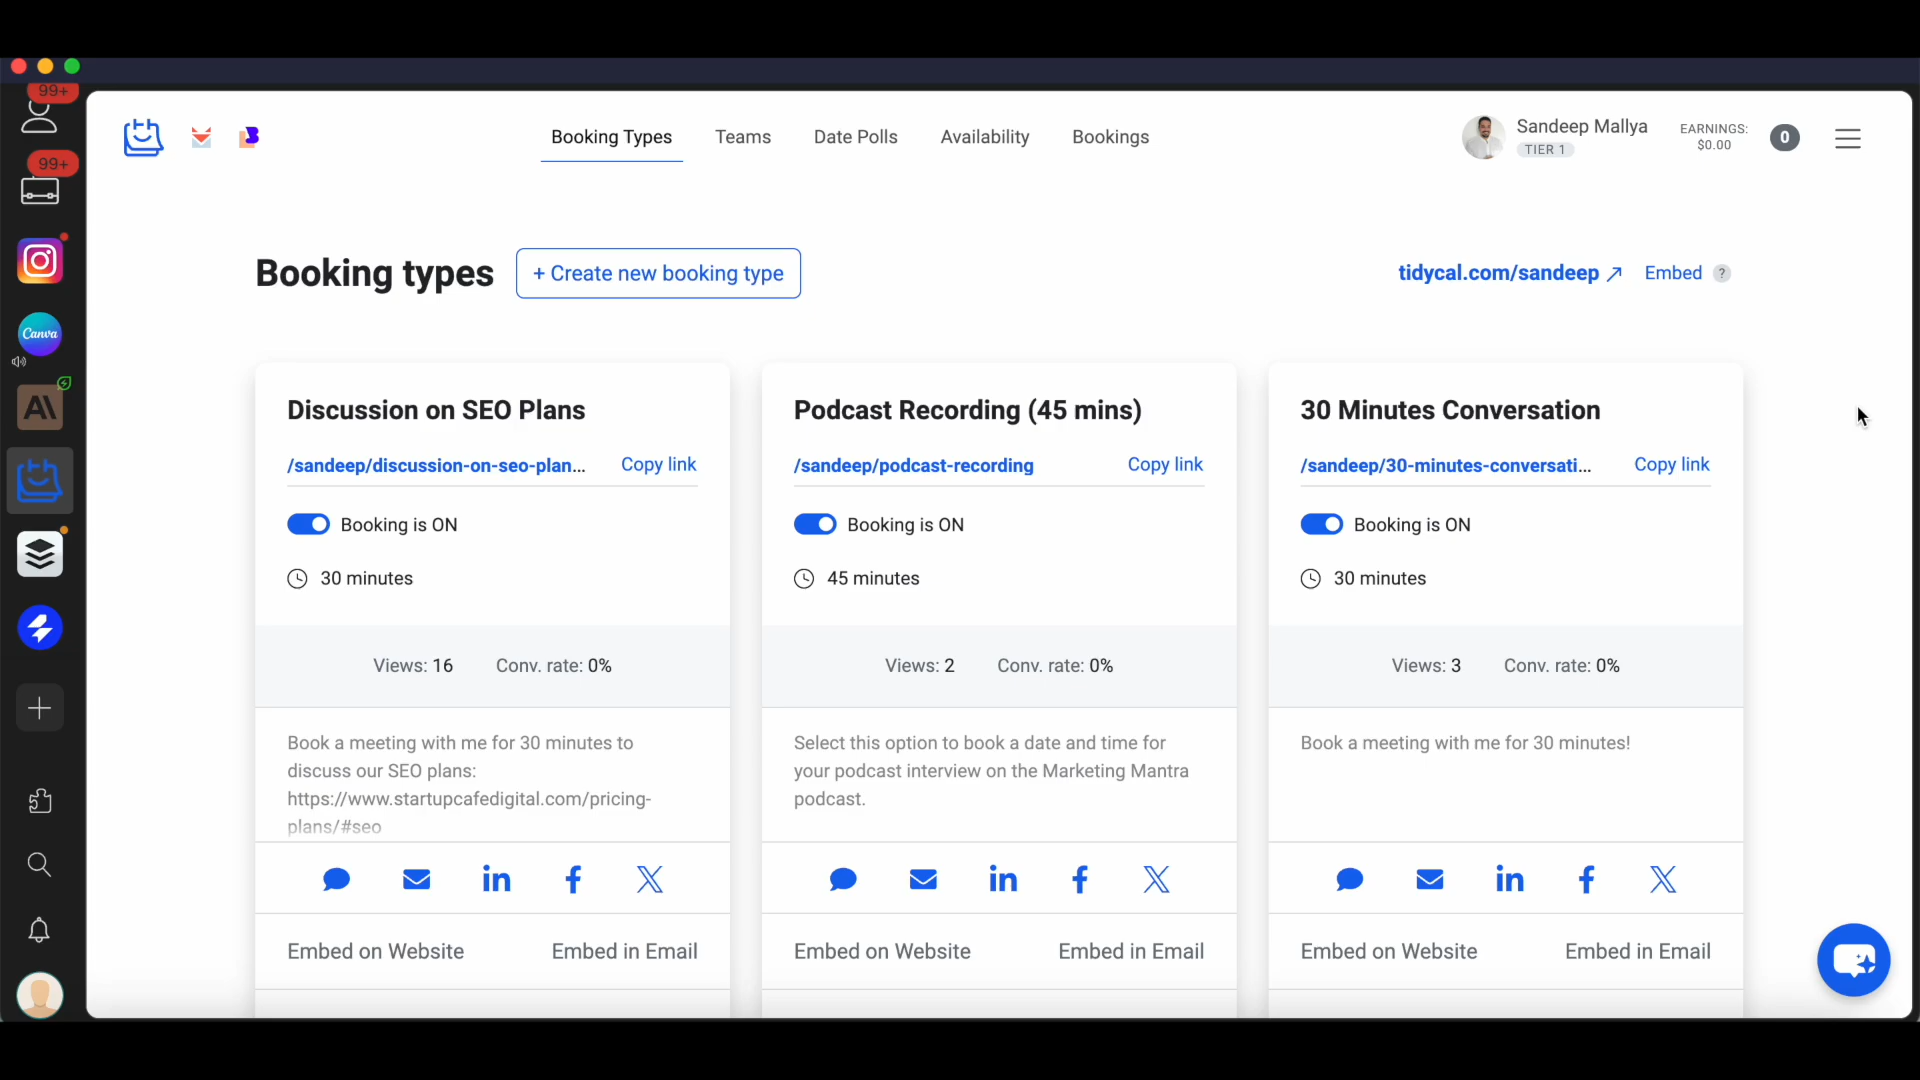 99+
99+
Canva
Booking Types
Teams
Date Polls
Availability
Bookings
Sandeep Mallya
TIER 1
EARNINGS:
$0.00
0
Booking types
+ Create new booking type
tidycal.com/sandeep
Embed ?
Discussion on SEO Plans
/sandeep/discussion-on-seo-plan...
Copy link
Booking is ON
30 minutes
Views: 16
Conv. rate: 0%
Book a meeting with me for 30 minutes to
discuss our SEO plans:
https://www.startupcafedigital.com/pricing-
plans/#seo
Embed on Website
Embed in Email
Podcast Recording (45 mins)
/sandeep/podcast-recording
Copy link
Booking is ON
45 minutes
Views: 2
Conv. rate: 0%
Select this option to book a date and time for
your podcast interview on the Marketing Mantra
podcast.
Embed on Website
Embed in Email
30 Minutes Conversation
/sandeep/30-minutes-conversati...
Copy link
Booking is ON
30 minutes
Views: 3
Conv. rate: 0%
Book a meeting with me for 30 minutes!
Embed on Website
Embed in Email